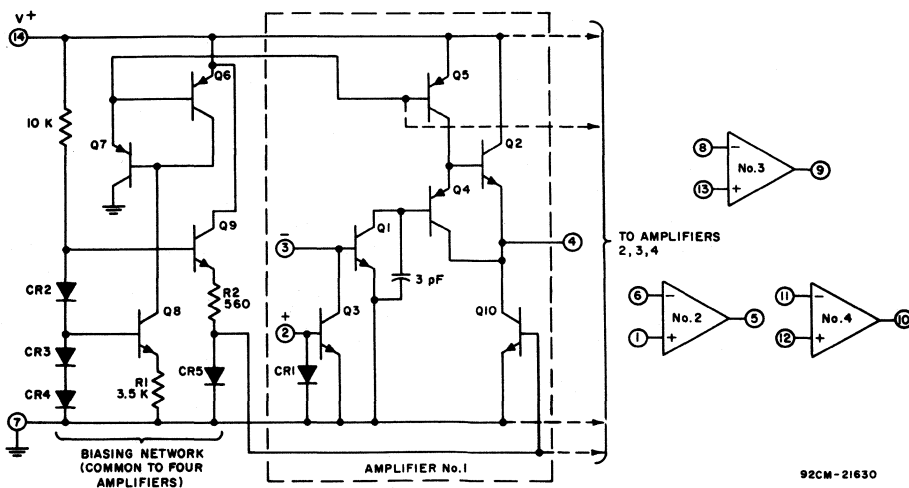 V+
14
Q6
Q5
10 K
Q7
Q2
8
−
No.3
9
13
+
Q4
Q9
Q1
−
3
4
TO AMPLIFIERS
2, 3, 4
CR2
R2
560
3 pF
6
−
No.2
5
1
+
11
−
No.4
10
12
+
Q8
+
2
Q3
Q10
CR3
CR5
CR1
R1
3.5 K
CR4
7
BIASING NETWORK
(COMMON TO FOUR
AMPLIFIERS)
AMPLIFIER No.1
92CM-21630